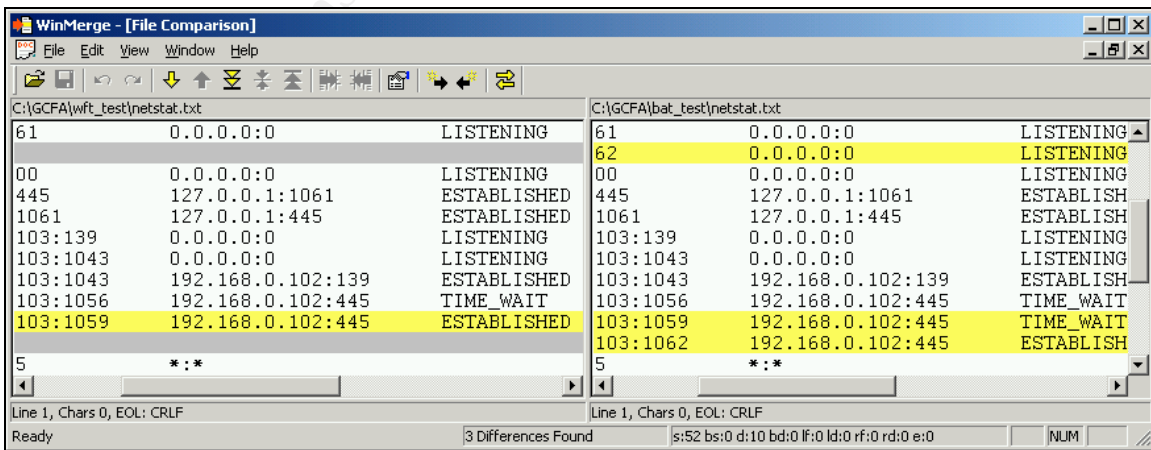 WinMerge - [File Comparison]
File Edit View Window Help
C:\GCFA\wft_test\netstat.txt
61 0.0.0.0:0 LISTENING
00 0.0.0.0:0 LISTENING
445 127.0.0.1:1061 ESTABLISHED
1061 127.0.0.1:445 ESTABLISHED
103:139 0.0.0.0:0 LISTENING
103:1043 0.0.0.0:0 LISTENING
103:1043 192.168.0.102:139 ESTABLISHED
103:1056 192.168.0.102:445 TIME_WAIT
103:1059 192.168.0.102:445 ESTABLISHED
5 *:*
Line 1, Chars 0, EOL: CRLF
C:\GCFA\bat_test\netstat.txt
61 0.0.0.0:0 LISTENING
62 0.0.0.0:0 LISTENING
00 0.0.0.0:0 LISTENING
445 127.0.0.1:1061 ESTABLISH
1061 127.0.0.1:445 ESTABLISH
103:139 0.0.0.0:0 LISTENING
103:1043 0.0.0.0:0 LISTENING
103:1043 192.168.0.102:139 ESTABLISH
103:1056 192.168.0.102:445 TIME_WAIT
103:1059 192.168.0.102:445 TIME_WAIT
103:1062 192.168.0.102:445 ESTABLISH
5 *:*
Line 1, Chars 0, EOL: CRLF
Ready 3 Differences Found s:52 bs:0 d:10 bd:0 lf:0 ld:0 rf:0 rd:0 e:0 NUM